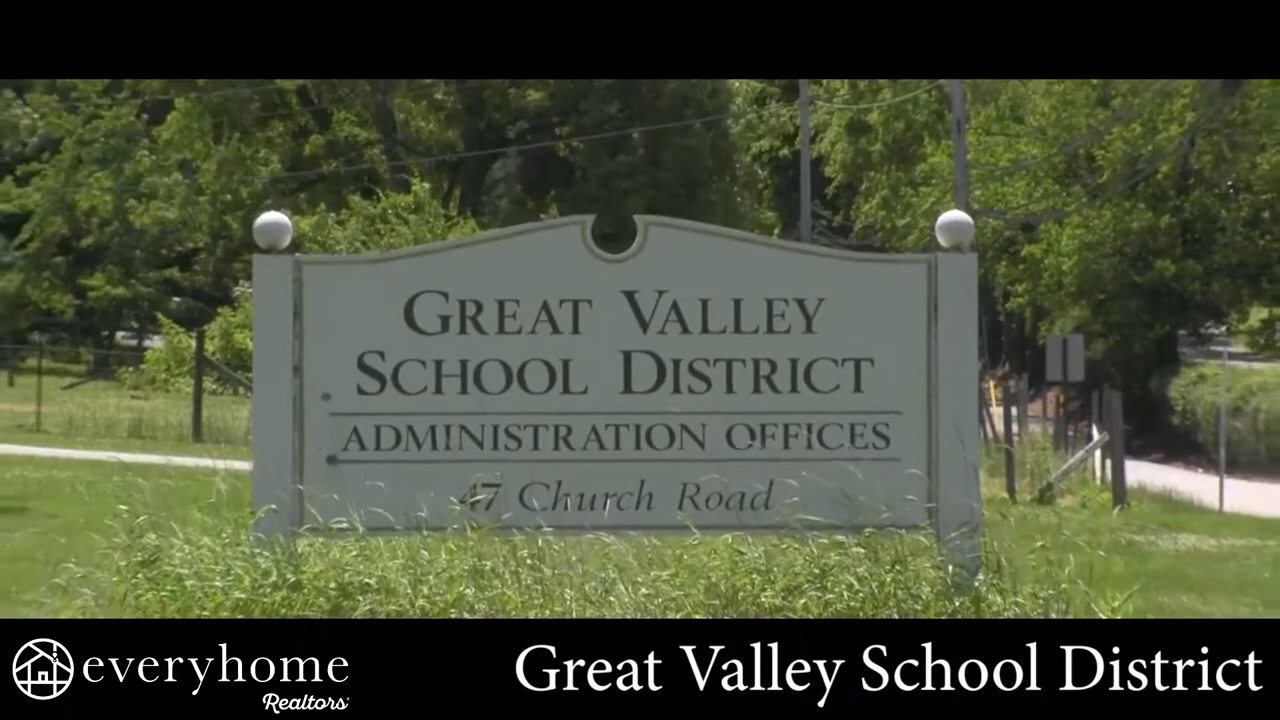 GREAT VALLEY
SCHOOL DISTRICT
ADMINISTRATION OFFICES
47 Church Road
everyhome
Realtors
Great Valley School District